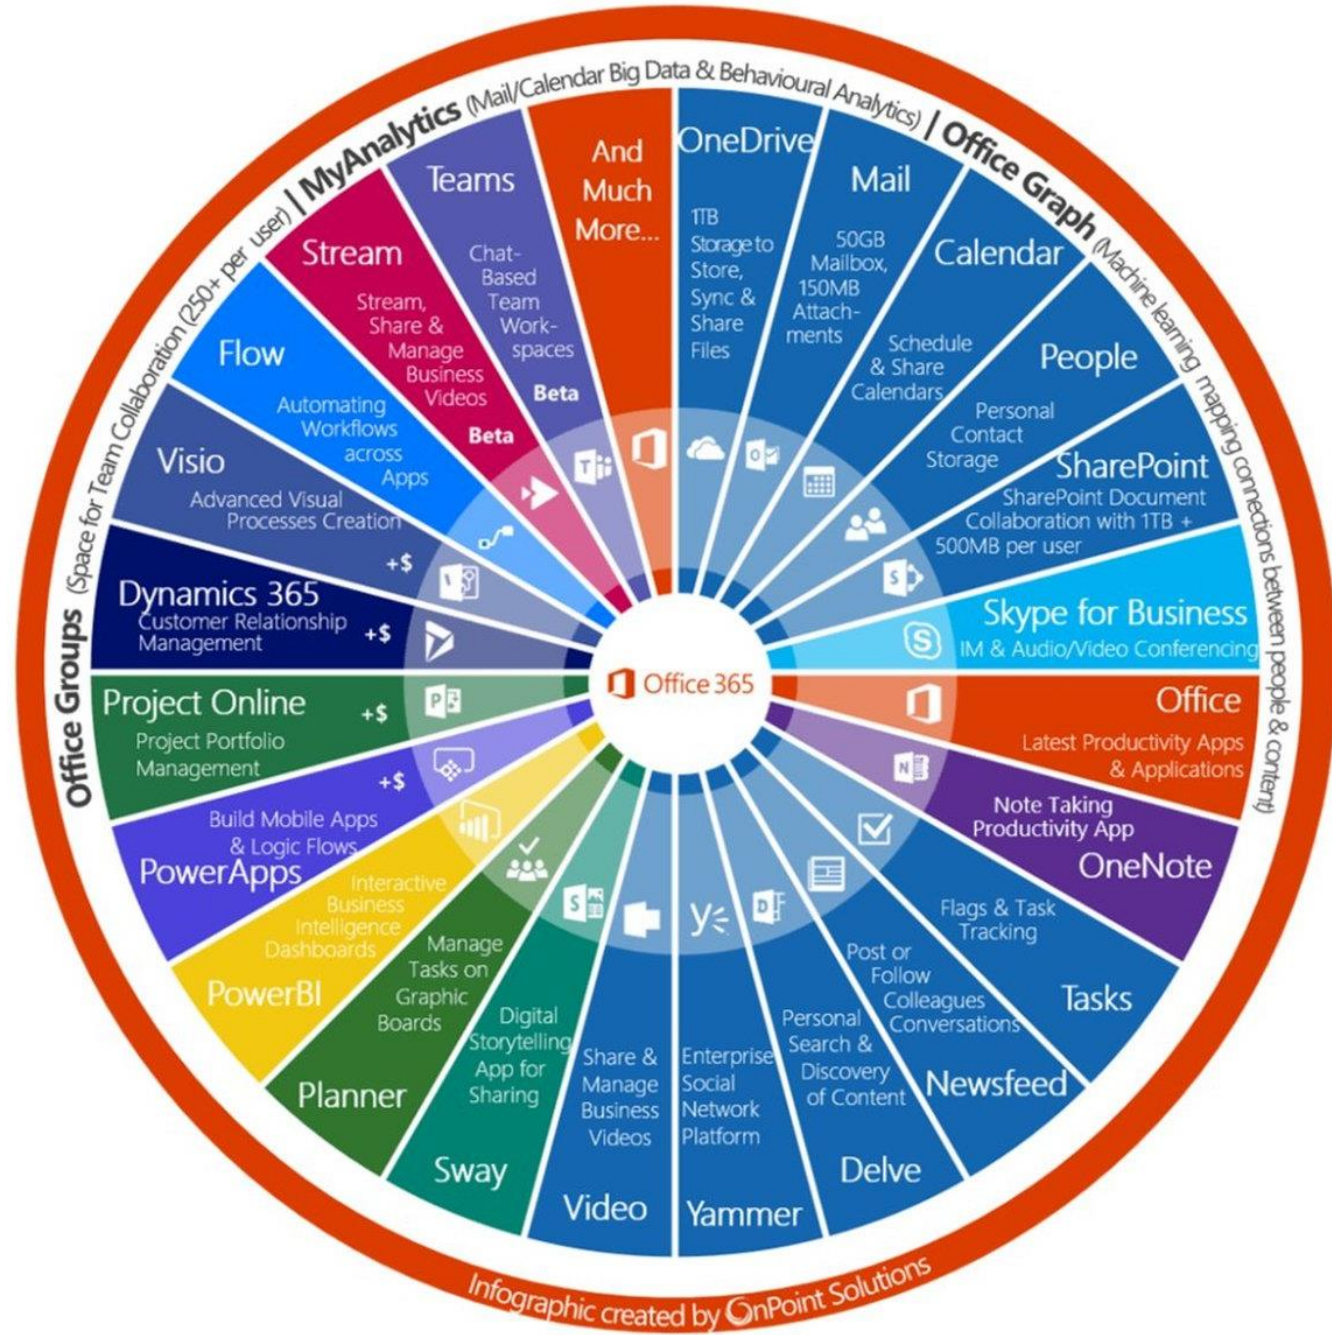 Office Groups (Space for Team Collaboration (250+ per user) | MyAnalytics (Mail/Calendar Big Data & Behavioural Analytics) | Office Graph (Machine learning mapping connections between people & content)
OneDrive
1TB
Storage to
Store,
Sync &
Share
Files
Mail
50GB
Mailbox,
150MB
Attach-
ments
Calendar
Schedule
& Share
Calendars
People
Personal
Contact
Storage
SharePoint
SharePoint Document
Collaboration with 1TB +
500MB per user
Skype for Business
IM & Audio/Video Conferencing
Office
Latest Productivity Apps
& Applications
Note Taking
Productivity App
OneNote
Flags & Task
Tracking
Tasks
Post or
Follow
Colleagues
Conversations
Newsfeed
Personal
Search &
Discovery
of Content
Delve
Enterprise
Social
Network
Platform
Yammer
Share &
Manage
Business
Videos
Video
Digital
Storytelling
App for
Sharing
Sway
Manage
Tasks on
Graphic
Boards
Planner
Interactive
Business
Intelligence
Dashboards
PowerBI
+$
Build Mobile Apps
& Logic Flows
PowerApps
Project Online
+$
Project Portfolio
Management
Dynamics 365
Customer Relationship
Management
+$
Visio
Advanced Visual
Processes Creation
+$
Flow
Automating
Workflows
across
Apps
Stream
Stream,
Share &
Manage
Business
Videos
Beta
Teams
Chat-
Based
Team
Work-
spaces
Beta
And
Much
More...
Office 365
Infographic created by OnPoint Solutions